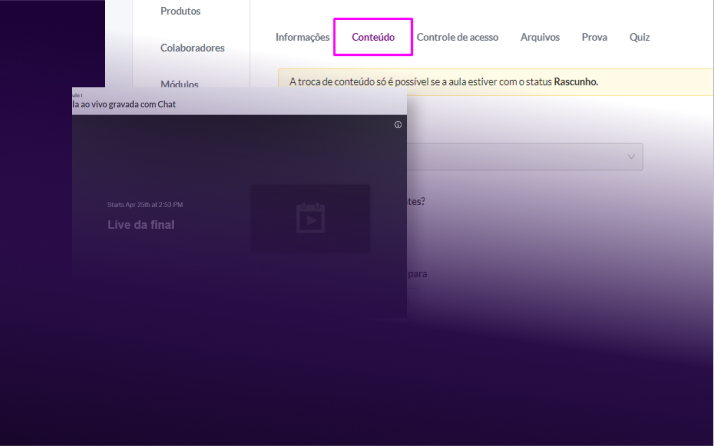 Produtos
Colaboradores
Módulos
Informações Conteúdo Controle de acesso Arquivos Prova Quiz
A troca de conteúdo só é possível se a aula estiver com o status Rascunho.
la ao vivo gravada com Chat
Starts Apr 25th at 2:53 PM
Live da final
tes?
para